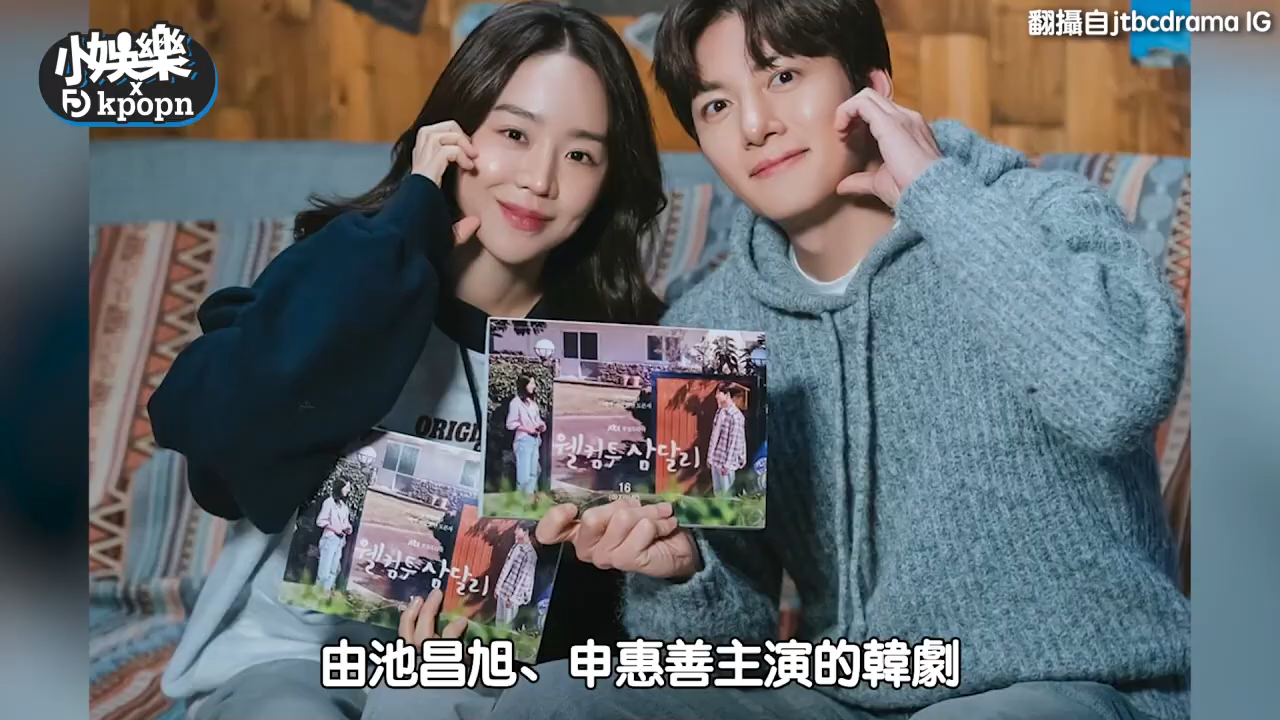 小娛樂
x
kpopn
翻攝自jtbcdrama IG
ORIGI
웰컴투 삼달리
16
웰컴투 삼달리
由池昌旭、申惠善主演的韓劇